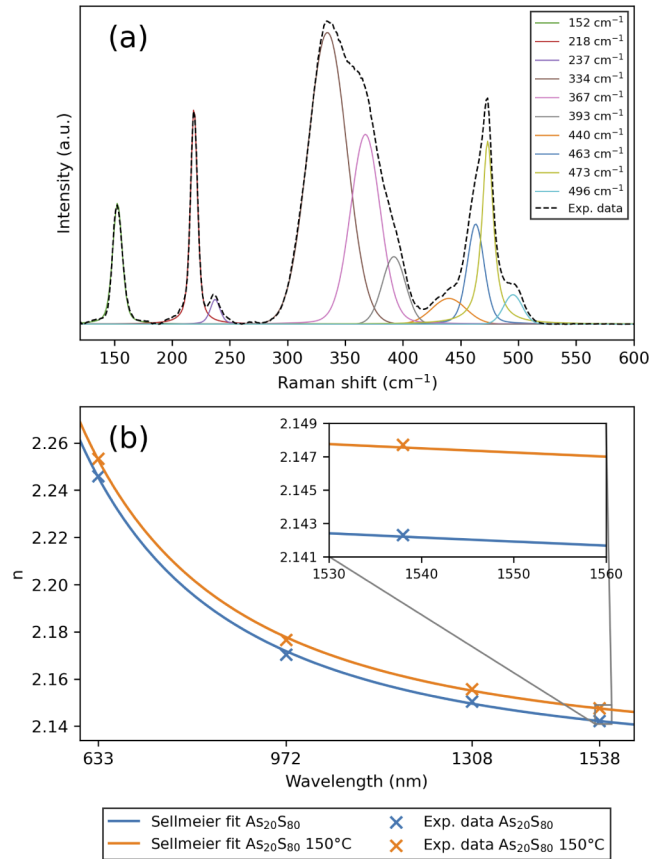 (a)
152 cm⁻¹
218 cm⁻¹
237 cm⁻¹
334 cm⁻¹
367 cm⁻¹
393 cm⁻¹
440 cm⁻¹
463 cm⁻¹
473 cm⁻¹
496 cm⁻¹
Exp. data
Intensity (a.u.)
150 200 250 300 350 400 450 500 550 600
Raman shift (cm⁻¹)
(b)
2.149
2.147
2.143
2.141
1530 1540 1550 1560
2.26
2.24
2.22
2.20
2.18
2.16
2.14
n
633 972 1308 1538
Wavelength (nm)
Sellmeier fit As₂₀S₈₀
Sellmeier fit As₂₀S₈₀ 150°C
Exp. data As₂₀S₈₀
Exp. data As₂₀S₈₀ 150°C